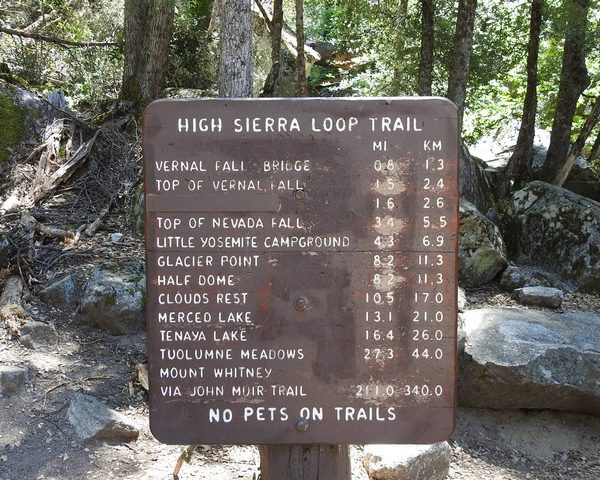 HIGH SIERRA LOOP TRAIL
MI KM
VERNAL FALL BRIDGE 0.8 1.3
TOP OF VERNAL FALL 1.5 2.4
1.6 2.6
TOP OF NEVADA FALL 3.4 5.5
LITTLE YOSEMITE CAMPGROUND 4.3 6.9
GLACIER POINT 8.2 11.3
HALF DOME 8.2 11.3
CLOUDS REST 10.5 17.0
MERCED LAKE 13.1 21.0
TENAYA LAKE 16.4 26.0
TUOLUMNE MEADOWS 27.3 44.0
MOUNT WHITNEY
VIA JOHN MUIR TRAIL 211.0 340.0
NO PETS ON TRAILS